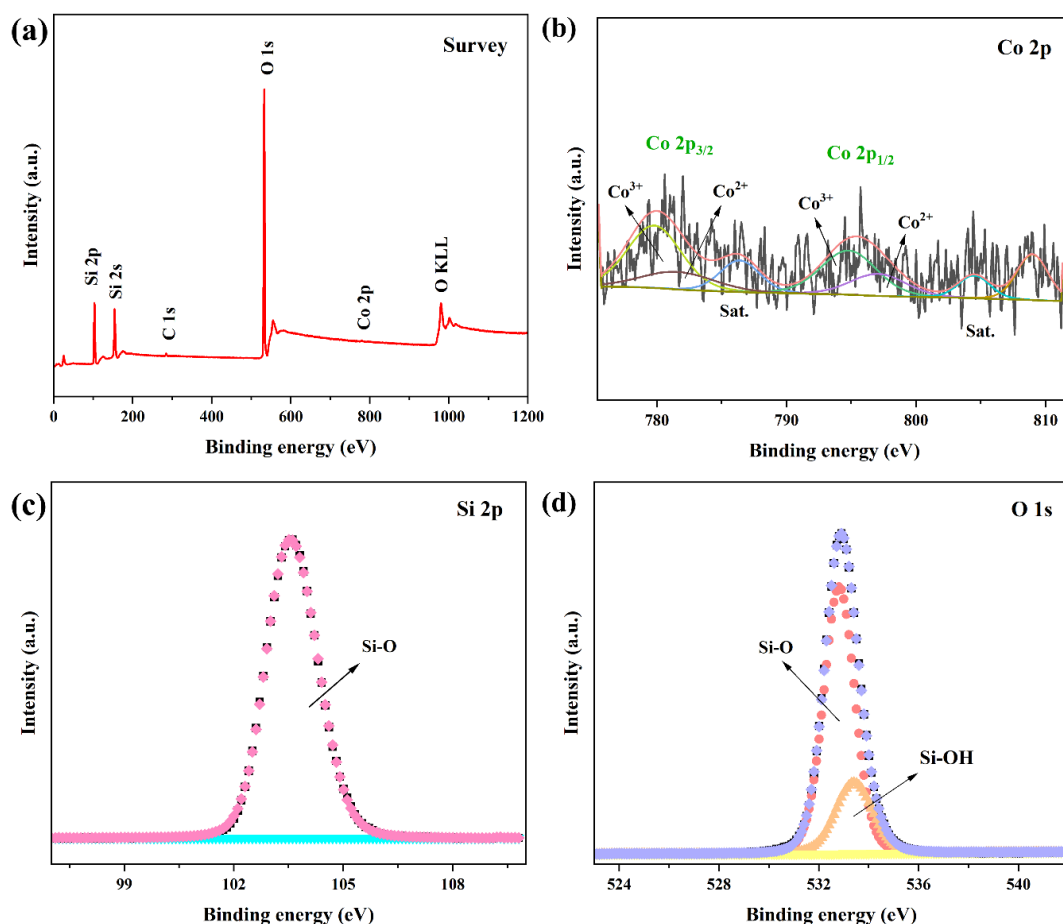 (a)
Survey
Si 2p
Si 2s
C 1s
O 1s
Co 2p
O KLL
Intensity (a.u.)
0 200 400 600 800 1000 1200
Binding energy (eV)
(b)
Co 2p
Co 2p3/2
Co 2p1/2
Co3+
Co2+
Co3+
Co2+
Sat.
Sat.
Intensity (a.u.)
780 790 800 810
Binding energy (eV)
(c)
Si 2p
Si-O
Intensity (a.u.)
99 102 105 108
Binding energy (eV)
(d)
O 1s
Si-O
Si-OH
Intensity (a.u.)
524 528 532 536 540
Binding energy (eV)